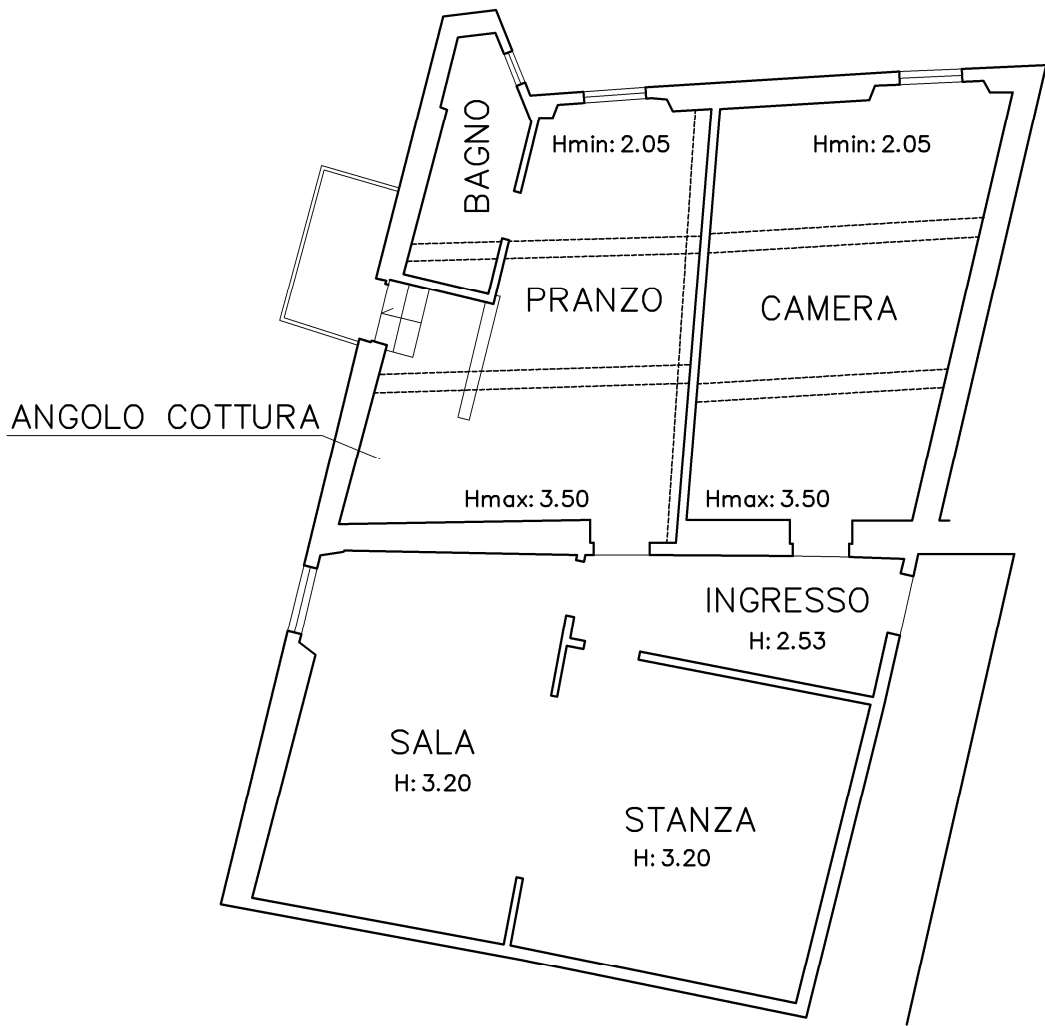 BAGNO
Hmin: 2.05
Hmin: 2.05
PRANZO
CAMERA
ANGOLO COTTURA
Hmax: 3.50
Hmax: 3.50
INGRESSO
H: 2.53
SALA
H: 3.20
STANZA
H: 3.20